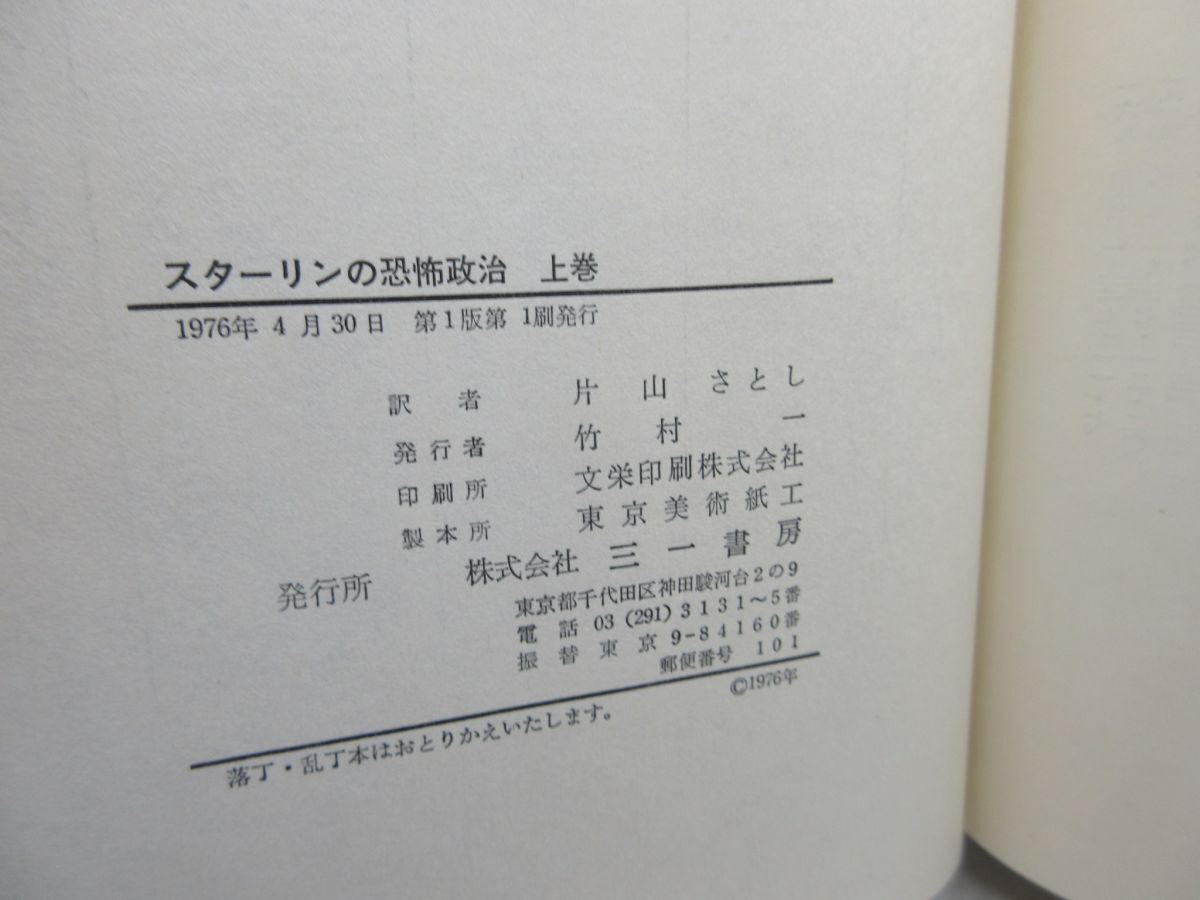 スターリンの恐怖政治 上巻
1976年 4月30日 第1版第 1刷発行
訳者 片山さとし
発行者 竹村一
印刷所 文栄印刷株式会社
製本所 東京美術紙工
発行所 株式会社 三一書房
東京都千代田区神田駿河台2の9
電話 03 (291) 3131〜5番
振替東京 9-84160番
郵便番号 101
©1976年
落丁・乱丁本はおとりかえいたします。